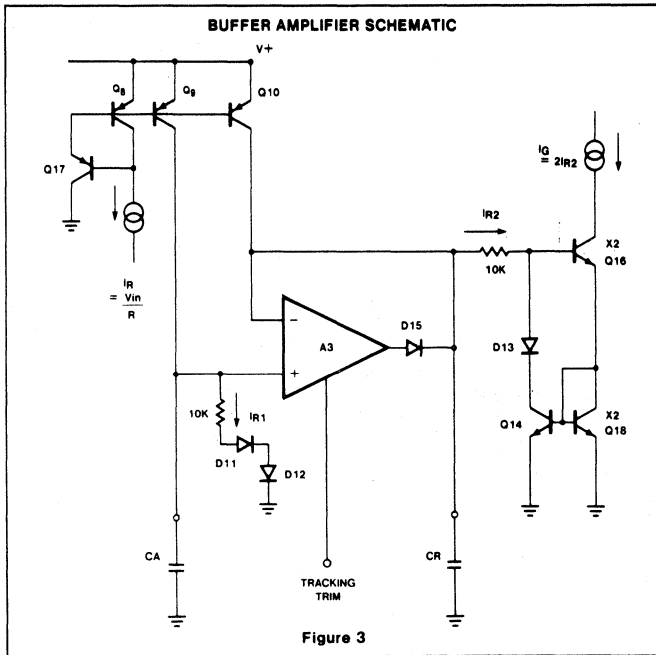 BUFFER AMPLIFIER SCHEMATIC
V+
Q8
Q9
Q10
Q17
IR
= Vin
R
IG
= 2IR2
IR2
10K
X2
Q16
D15
A3
−
+
D13
10K
IR1
D11
D12
Q14
X2
Q18
CA
CR
TRACKING
TRIM
Figure 3